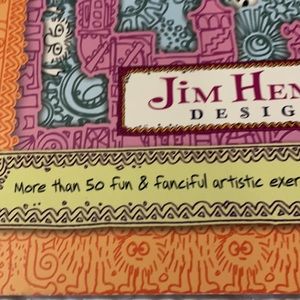 JIM HEN
DESIG
More than 50 fun & fanciful artistic exer